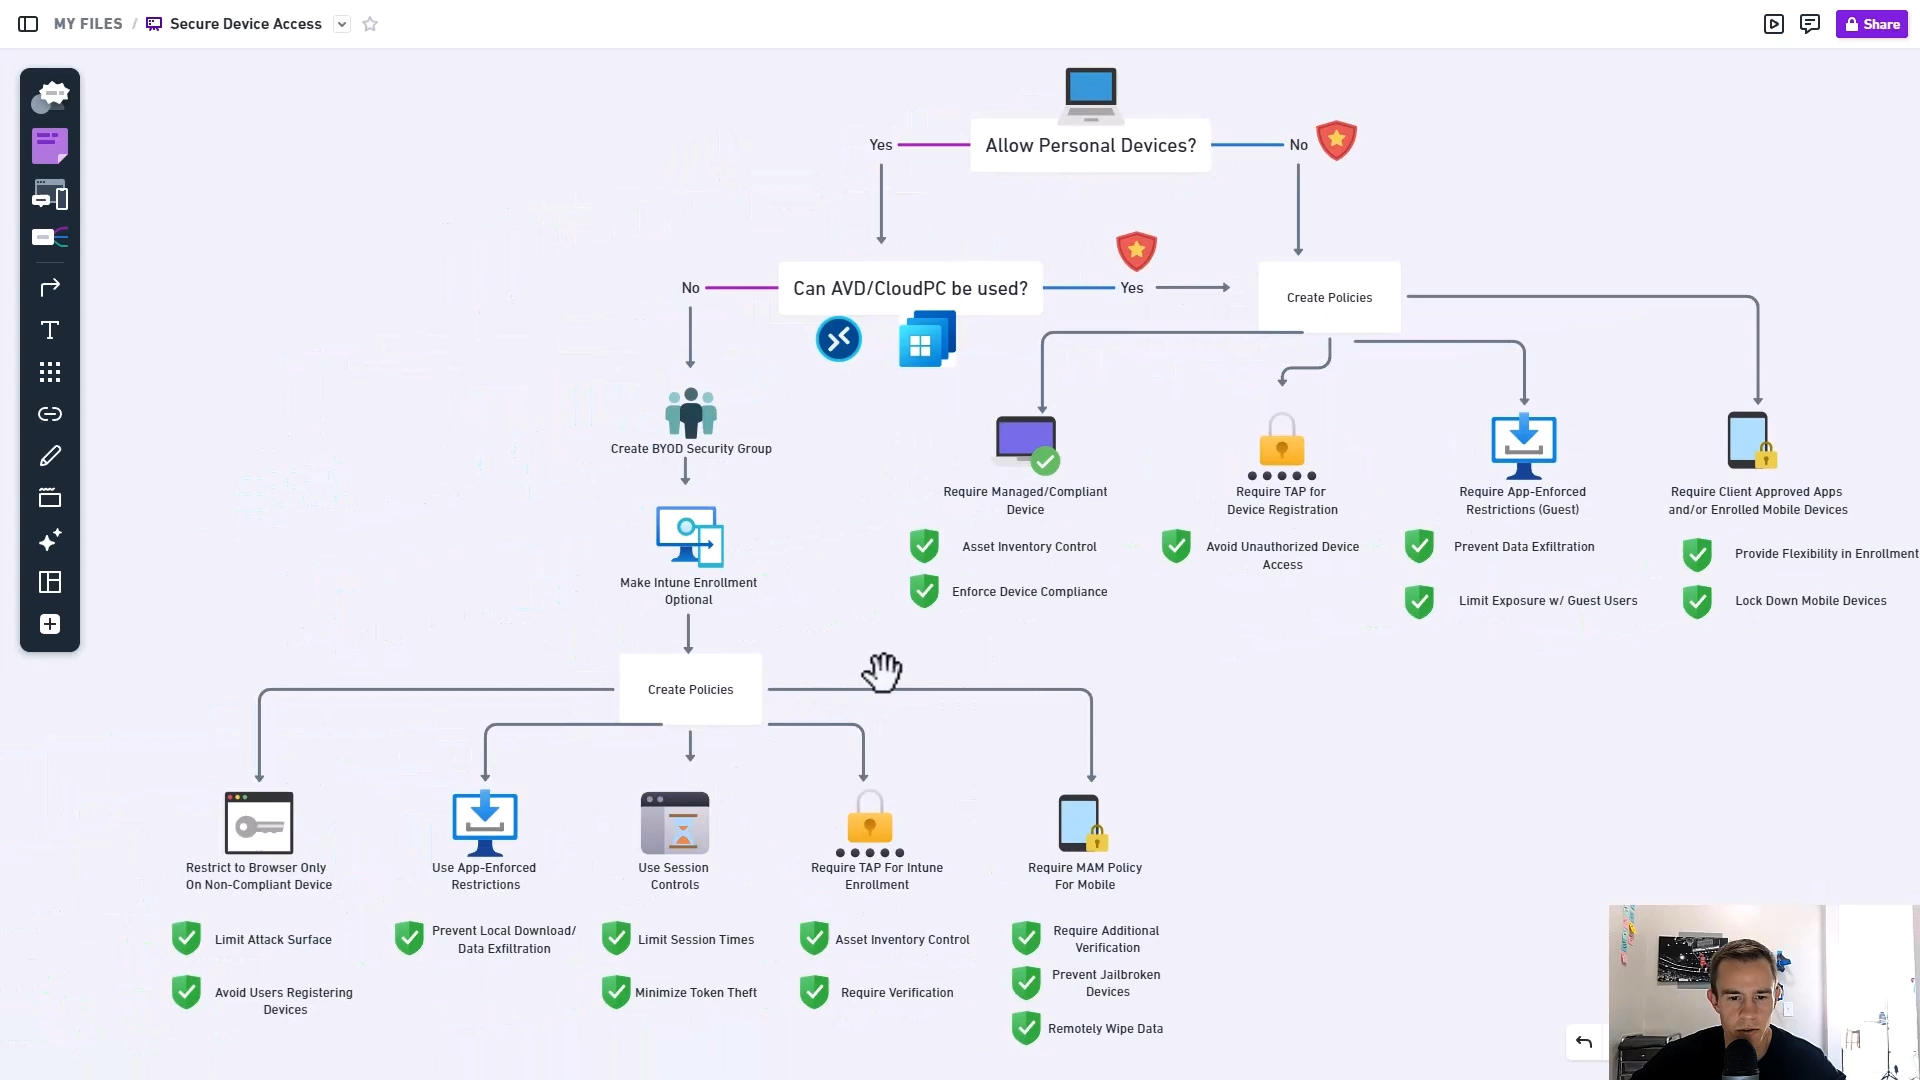 MY FILES / Secure Device Access
Share
Allow Personal Devices?
Yes
No
Can AVD/CloudPC be used?
No
Yes
Create Policies
Create BYOD Security Group
Make Intune Enrollment
Optional
Require Managed/Compliant
Device
Asset Inventory Control
Enforce Device Compliance
Require TAP for
Device Registration
Avoid Unauthorized Device
Access
Require App-Enforced
Restrictions (Guest)
Prevent Data Exfiltration
Limit Exposure w/ Guest Users
Require Client Approved Apps
and/or Enrolled Mobile Devices
Provide Flexibility in Enrollment
Lock Down Mobile Devices
Create Policies
Restrict to Browser Only
On Non-Compliant Device
Limit Attack Surface
Avoid Users Registering
Devices
Use App-Enforced
Restrictions
Prevent Local Download/
Data Exfiltration
Use Session
Controls
Limit Session Times
Minimize Token Theft
Require TAP For Intune
Enrollment
Asset Inventory Control
Require Verification
Require MAM Policy
For Mobile
Require Additional
Verification
Prevent Jailbroken
Devices
Remotely Wipe Data